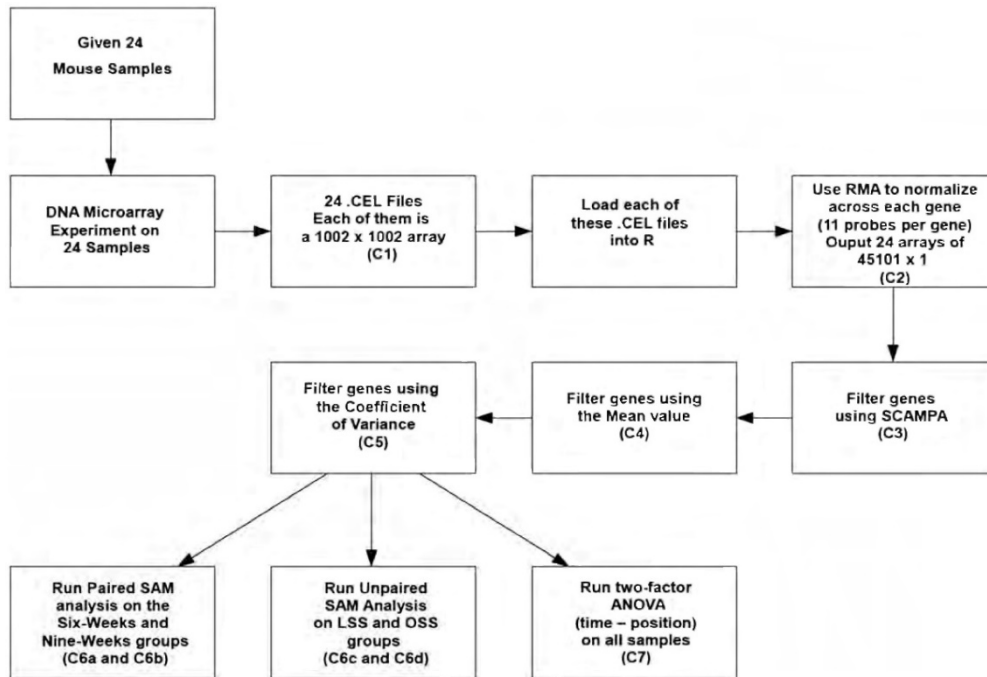 Given 24
Mouse Samples
DNA Microarray
Experiment on
24 Samples
24 .CEL Files
Each of them is
a 1002 x 1002 array
(C1)
Load each of
these .CEL files
into R
Use RMA to normalize
across each gene
(11 probes per gene)
Ouput 24 arrays of
45101 x 1
(C2)
Filter genes using
the Coefficient
of Variance
(C5)
Filter genes using
the Mean value
(C4)
Filter genes
using SCAMPA
(C3)
Run Paired SAM
analysis on the
Six-Weeks and
Nine-Weeks groups
(C6a and C6b)
Run Unpaired
SAM Analysis
on LSS and OSS
groups
(C6c and C6d)
Run two-factor
ANOVA
(time – position)
on all samples
(C7)